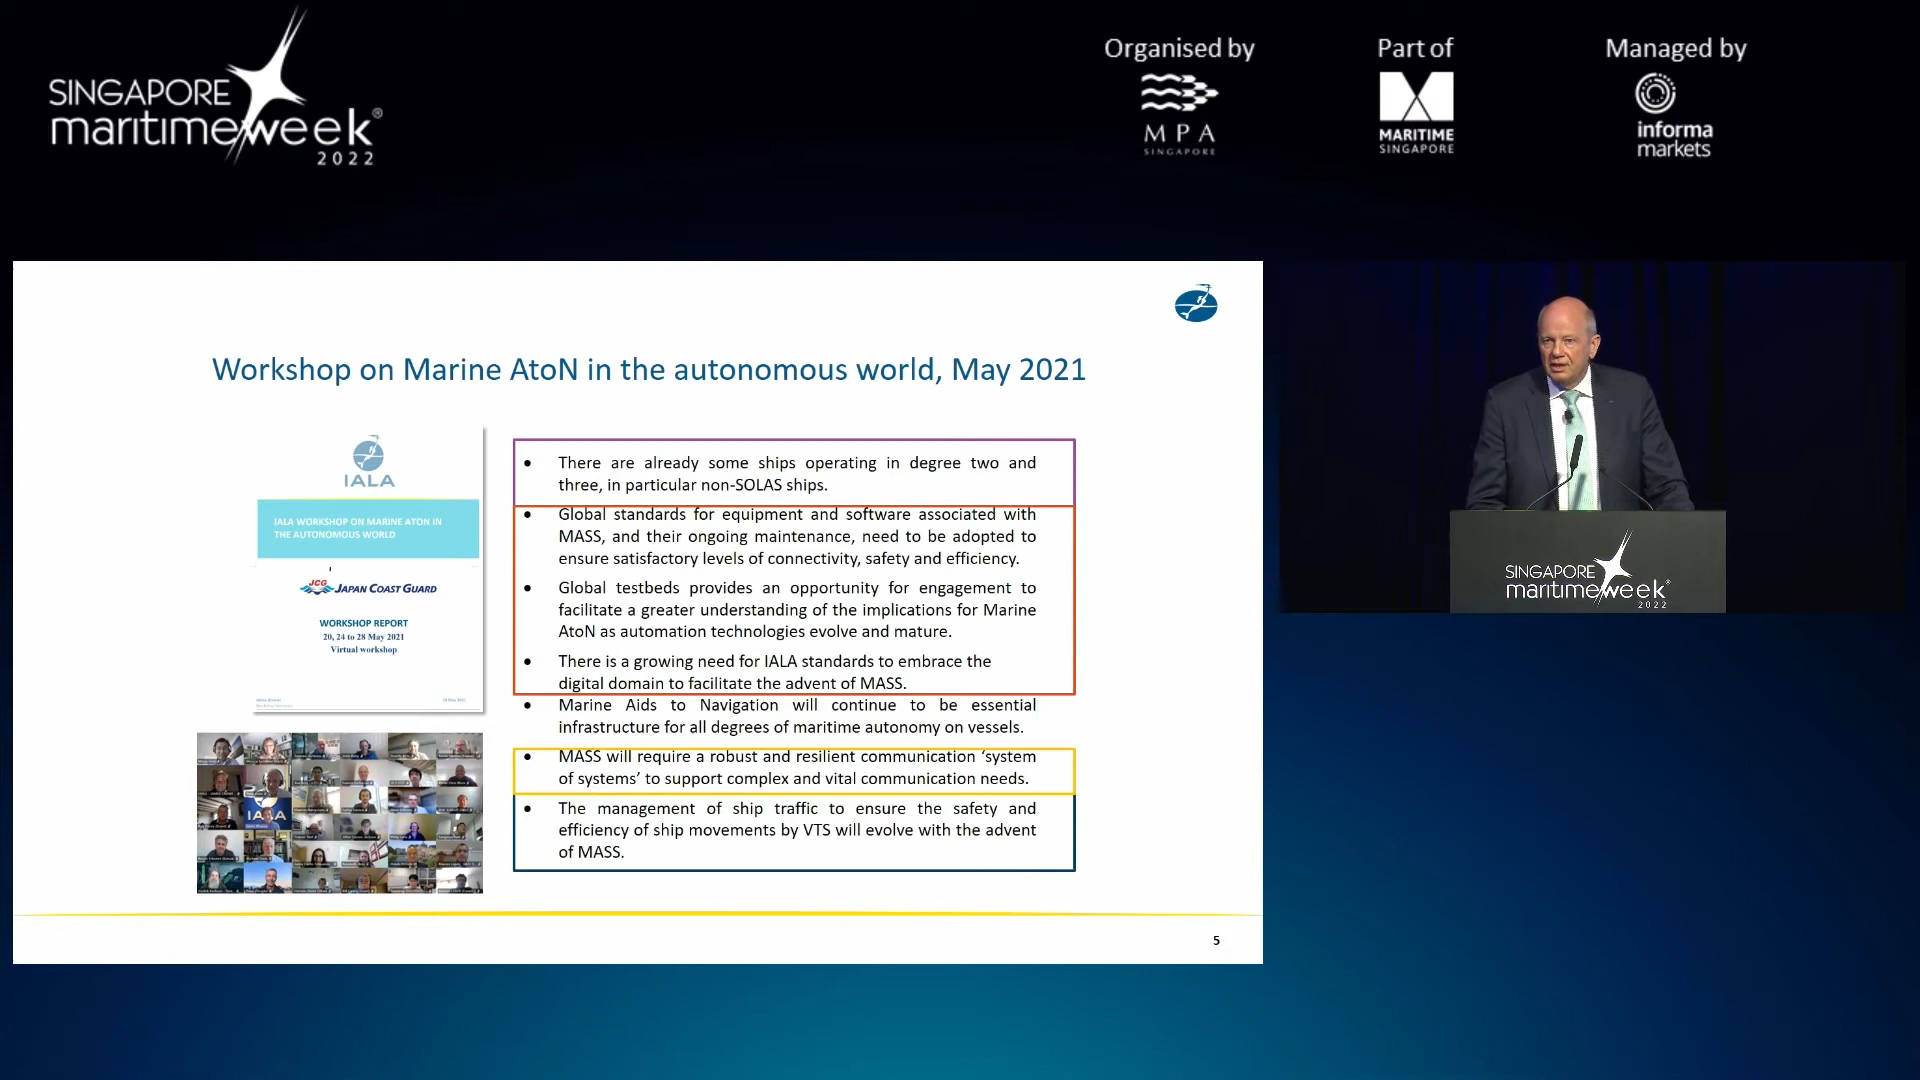 SINGAPORE
maritimeweek®
2022
Organised by
MPA
SINGAPORE
Part of
MARITIME
SINGAPORE
Managed by
informa
markets
Workshop on Marine AtoN in the autonomous world, May 2021
IALA
IALA WORKSHOP ON MARINE ATON IN
THE AUTONOMOUS WORLD
JCG JAPAN COAST GUARD
WORKSHOP REPORT
20, 24 to 28 May 2021
Virtual workshop
IALA
• There are already some ships operating in degree two and
three, in particular non-SOLAS ships.
• Global standards for equipment and software associated with
MASS, and their ongoing maintenance, need to be adopted to
ensure satisfactory levels of connectivity, safety and efficiency.
• Global testbeds provides an opportunity for engagement to
facilitate a greater understanding of the implications for Marine
AtoN as automation technologies evolve and mature.
• There is a growing need for IALA standards to embrace the
digital domain to facilitate the advent of MASS.
• Marine Aids to Navigation will continue to be essential
infrastructure for all degrees of maritime autonomy on vessels.
• MASS will require a robust and resilient communication ‘system
of systems’ to support complex and vital communication needs.
• The management of ship traffic to ensure the safety and
efficiency of ship movements by VTS will evolve with the advent
of MASS.
5
SINGAPORE
maritimeweek®
2022